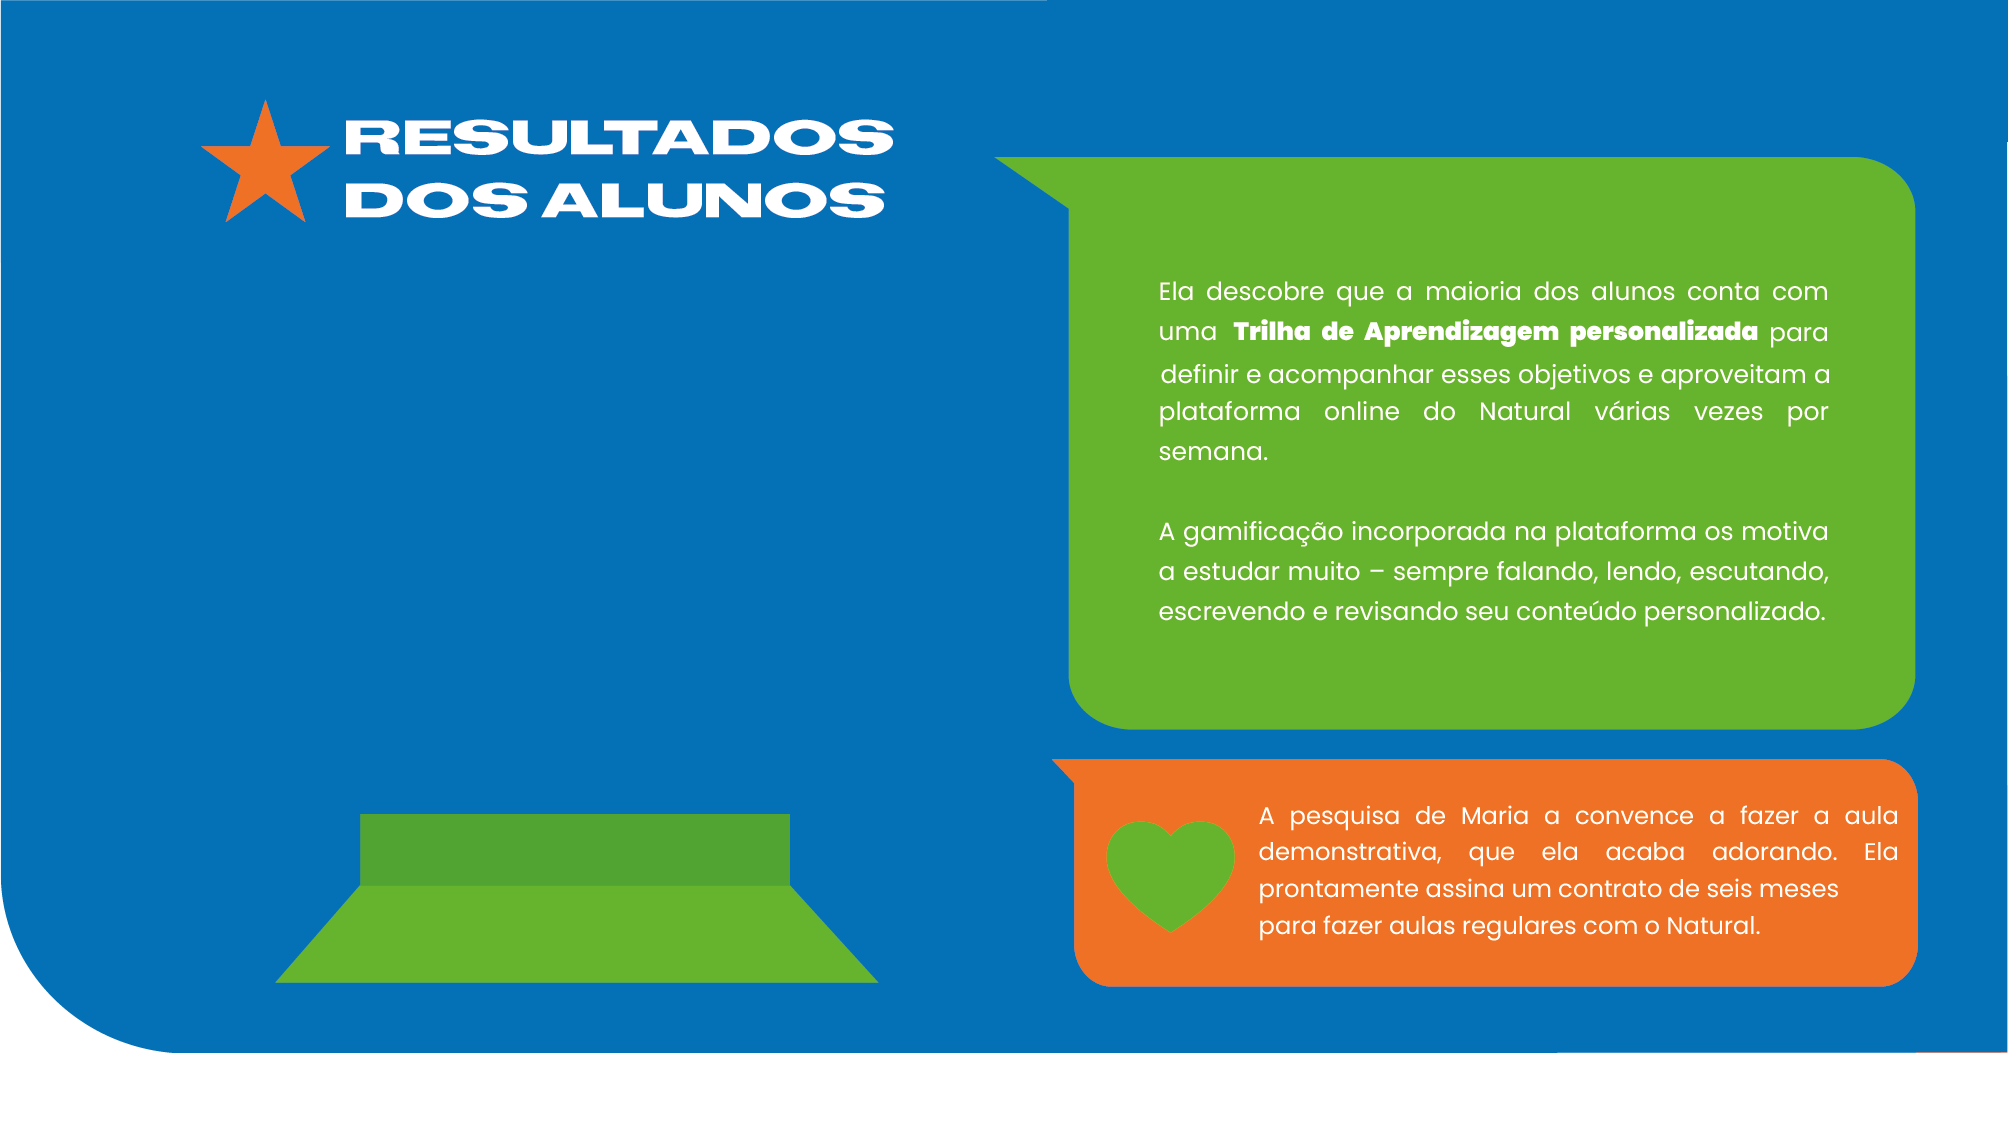 RESULTADOS
DOS ALUNOS
Ela descobre que a maioria dos alunos conta com
uma Trilha de Aprendizagem personalizada para
definir e acompanhar esses objetivos e aproveitam a
plataforma online do Natural várias vezes por
semana.
A gamificação incorporada na plataforma os motiva
a estudar muito – sempre falando, lendo, escutando,
escrevendo e revisando seu conteúdo personalizado.
A pesquisa de Maria a convence a fazer a aula
demonstrativa, que ela acaba adorando. Ela
prontamente assina um contrato de seis meses
para fazer aulas regulares com o Natural.